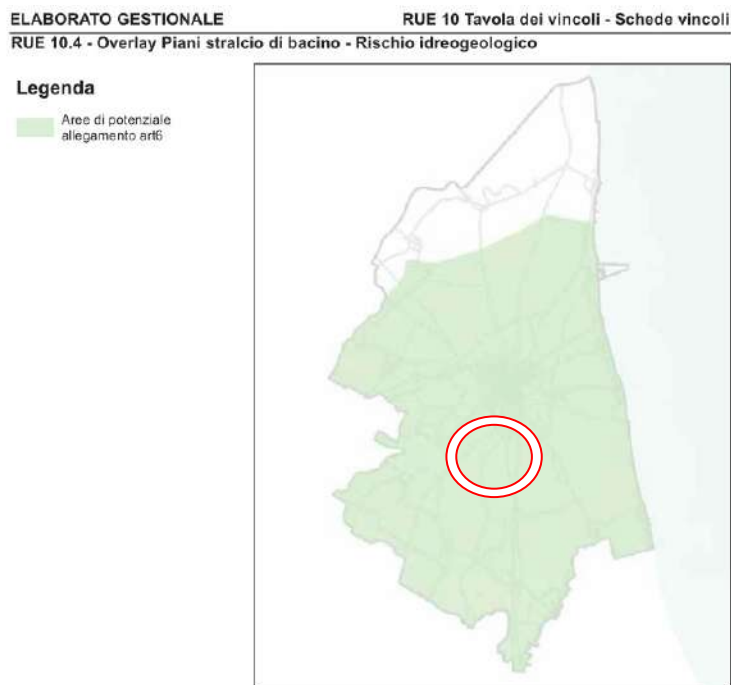 ELABORATO GESTIONALE RUE 10 Tavola dei vincoli - Schede vincoli
RUE 10.4 - Overlay Piani stralcio di bacino - Rischio idreogeologico
Legenda
Aree di potenziale
allegamento art6